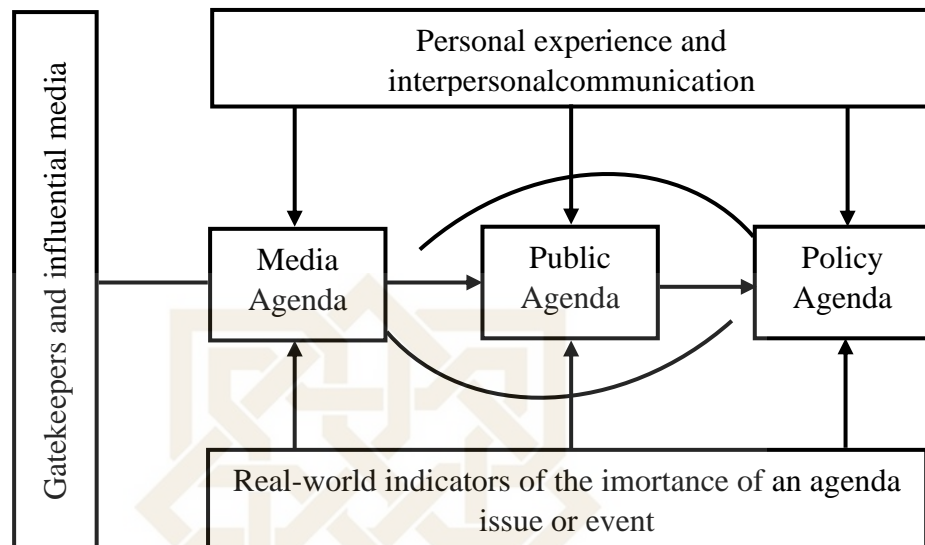 Gatekeepers and influential media
Personal experience and
interpersonalcommunication
Media
Agenda
Public
Agenda
Policy
Agenda
Real-world indicators of the imortance of an agenda
issue or event